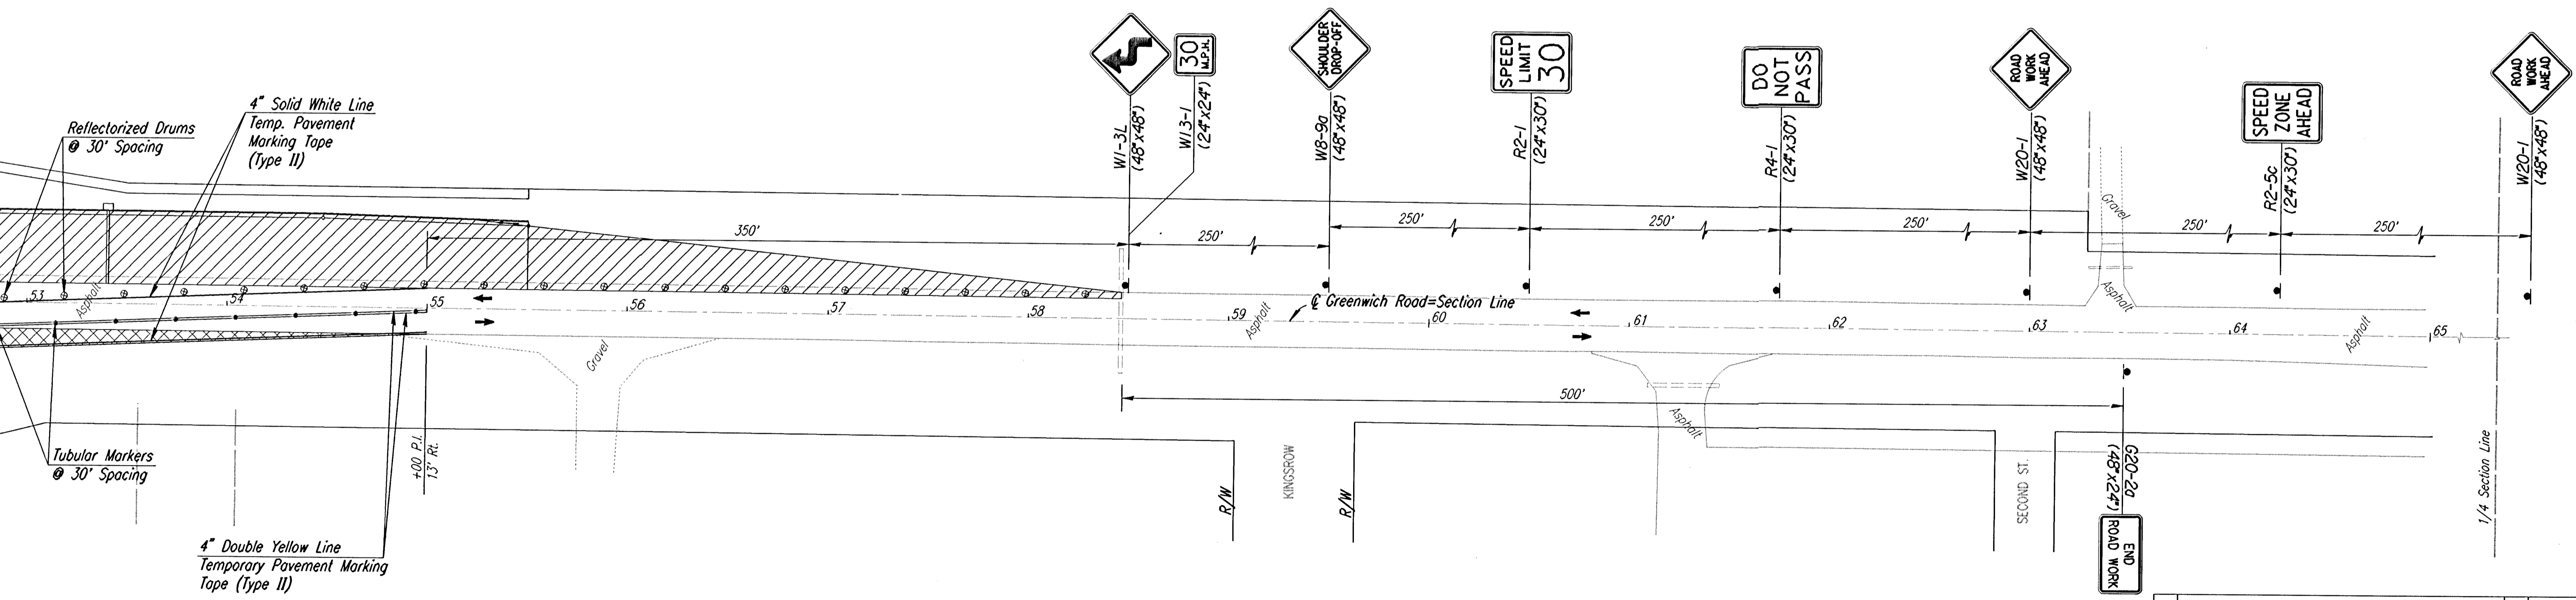 Reflectorized Drums
@ 30' Spacing
4" Solid White Line
Temp. Pavement
Marking Tape
(Type II)
30
M.P.H.
SHOULDER
DROP-OFF
SPEED
LIMIT
30
DO
NOT
PASS
ROAD
WORK
AHEAD
SPEED
ZONE
AHEAD
ROAD
WORK
AHEAD
W1-3L
(48"x48")
W13-1
(24"x24")
W8-9a
(48"x48")
R2-1
(24"x30")
R4-1
(24"x30")
W20-1
(48"x48")
R2-5c
(24"x30")
W20-1
(48"x48")
Gravel
350'
250'
250'
250'
250'
250'
250'
53
54
55
56
57
58
59
60
61
62
63
64
65
Asphalt
Asphalt
Asphalt
Asphalt
℄ Greenwich Road=Section Line
Gravel
500'
Asphalt
Tubular Markers
@ 30' Spacing
+00 P.I.
13' Rt.
R/W
KINGSROW
R/W
SECOND ST.
G20-2a
(48"x24")
END
ROAD WORK
1/4 Section Line
4" Double Yellow Line
Temporary Pavement Marking
Tape (Type II)